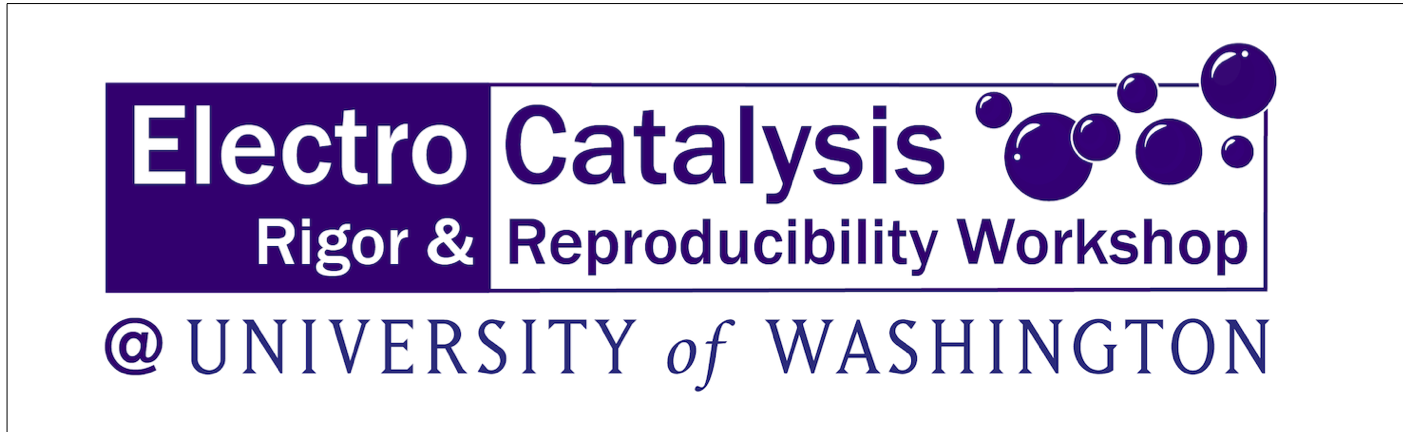 Electro Catalysis
Rigor & Reproducibility Workshop
@ UNIVERSITY of WASHINGTON